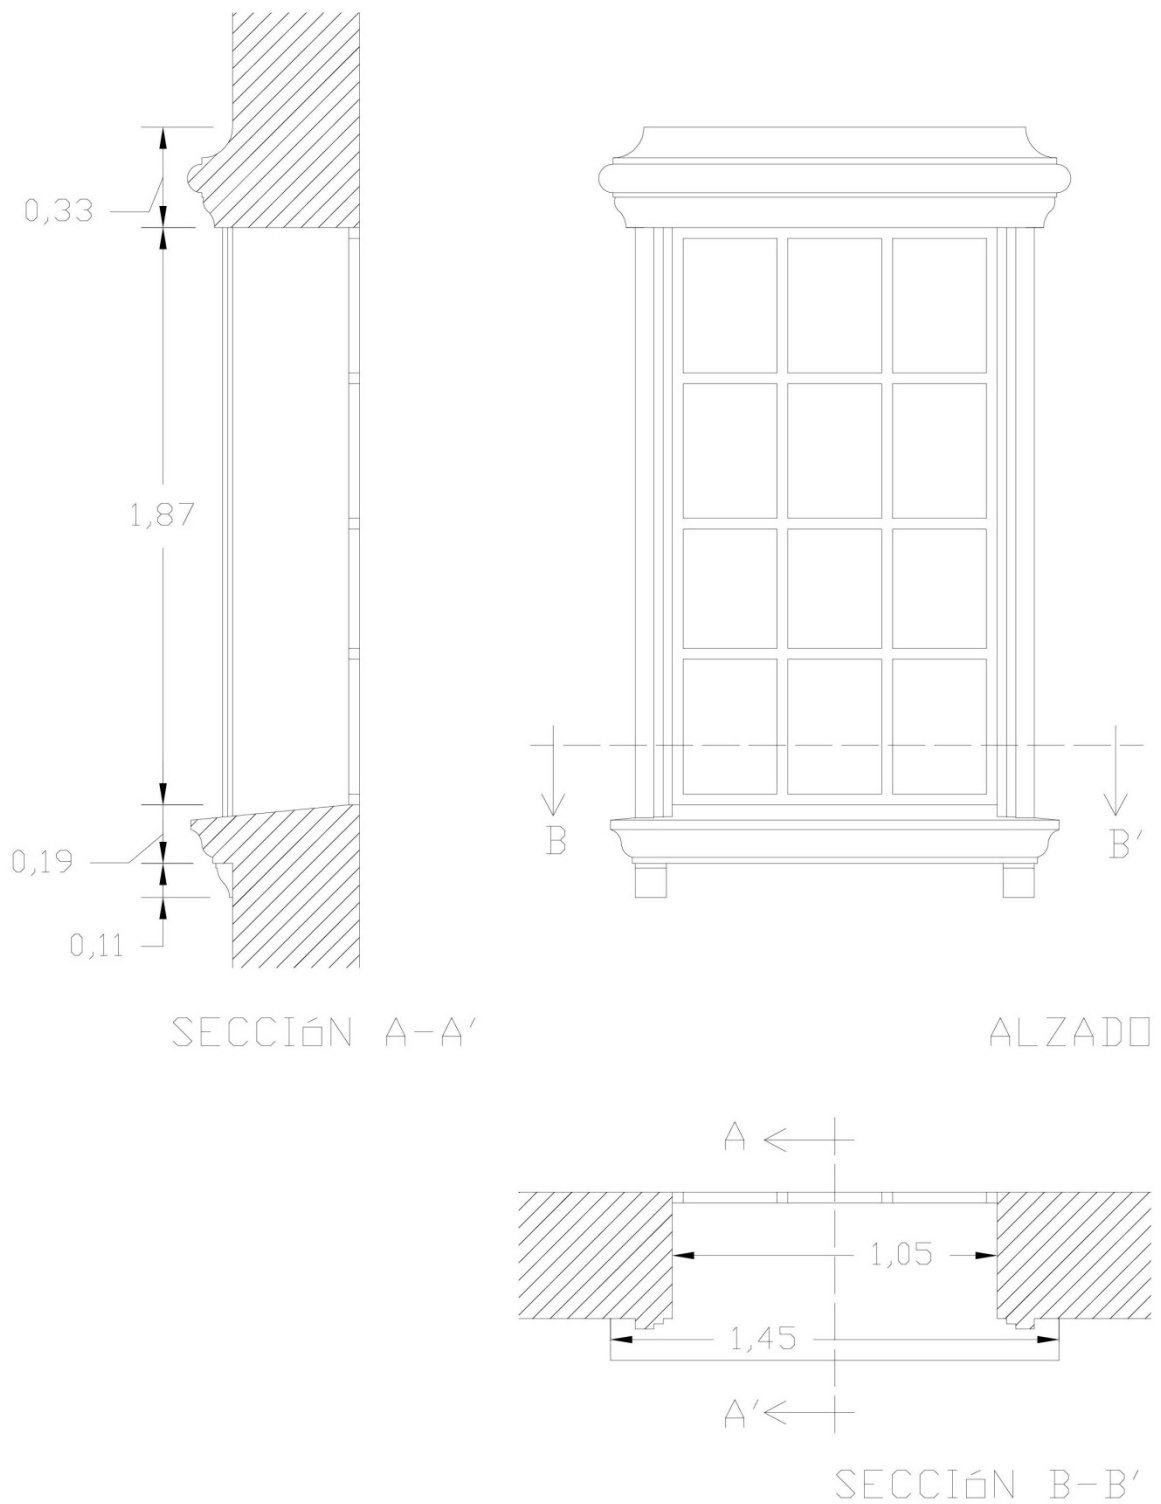 0,33
1,87
0,19
0,11
B
B'
SECCIóN A-A'
ALZADO
A
1,05
1,45
A'
SECCIóN B-B'